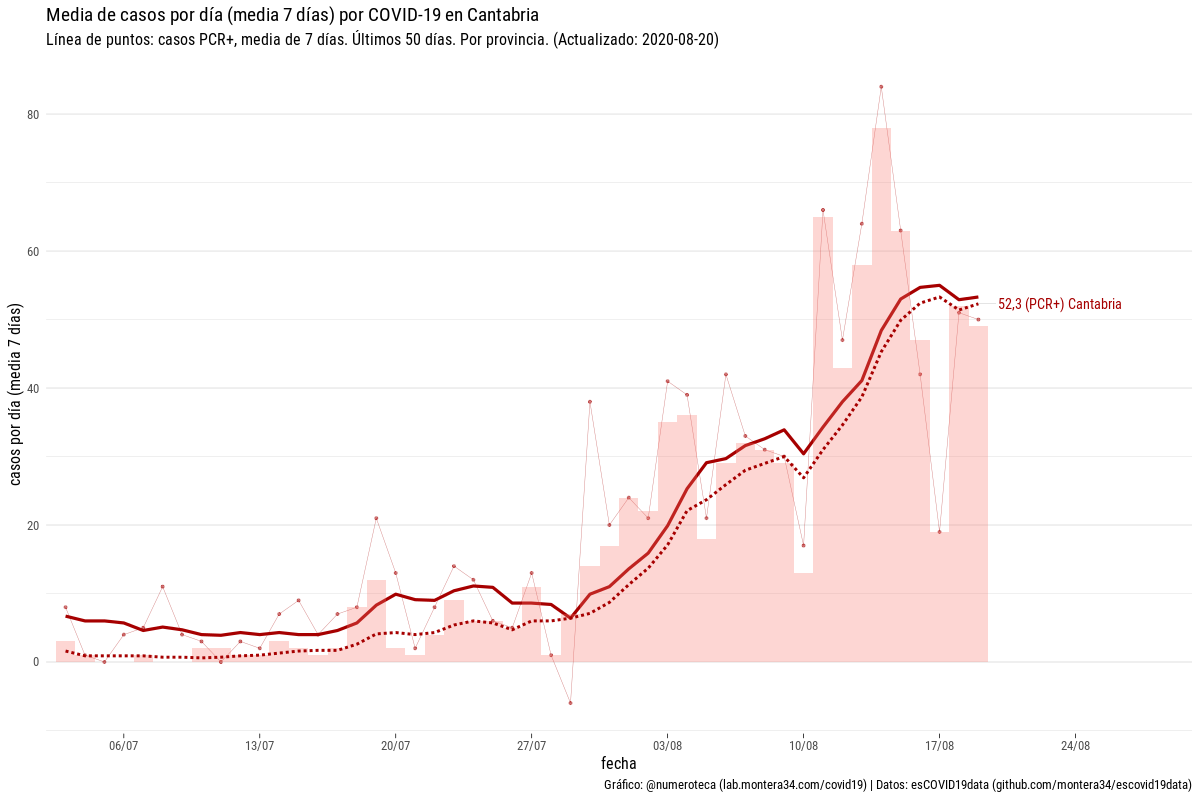 Media de casos por día (media 7 días) por COVID-19 en Cantabria
Línea de puntos: casos PCR+, media de 7 días. Últimos 50 días. Por provincia. (Actualizado: 2020-08-20)
casos por día (media 7 días)
80
60
40
20
0
52,3 (PCR+) Cantabria
06/07 13/07 20/07 27/07 03/08 10/08 17/08 24/08
fecha
Gráfico: @numeroteca (lab.montera34.com/covid19) | Datos: esCOVID19data (github.com/montera34/escovid19data)